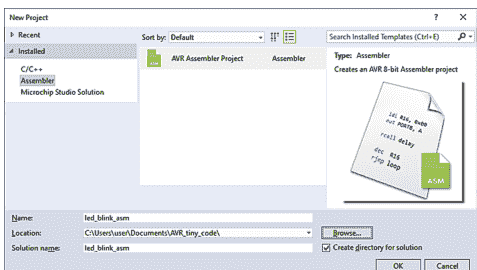 New Project
? X
Recent
Installed
C/C++
Assembler
Microchip Studio Solution
Sort by: Default
AVR Assembler Project Assembler
Search Installed Templates (Ctrl+E)
Type: Assembler
Creates an AVR 8-bit Assembler project
ldi R16, 0x00
out PORTB, A
rcall delay
dec R16
rjmp loop
ASM
Name: led_blink_asm
Location: C:\Users\user\Documents\AVR_tiny_code\
Browse...
Solution name: led_blink_asm
Create directory for solution
OK Cancel